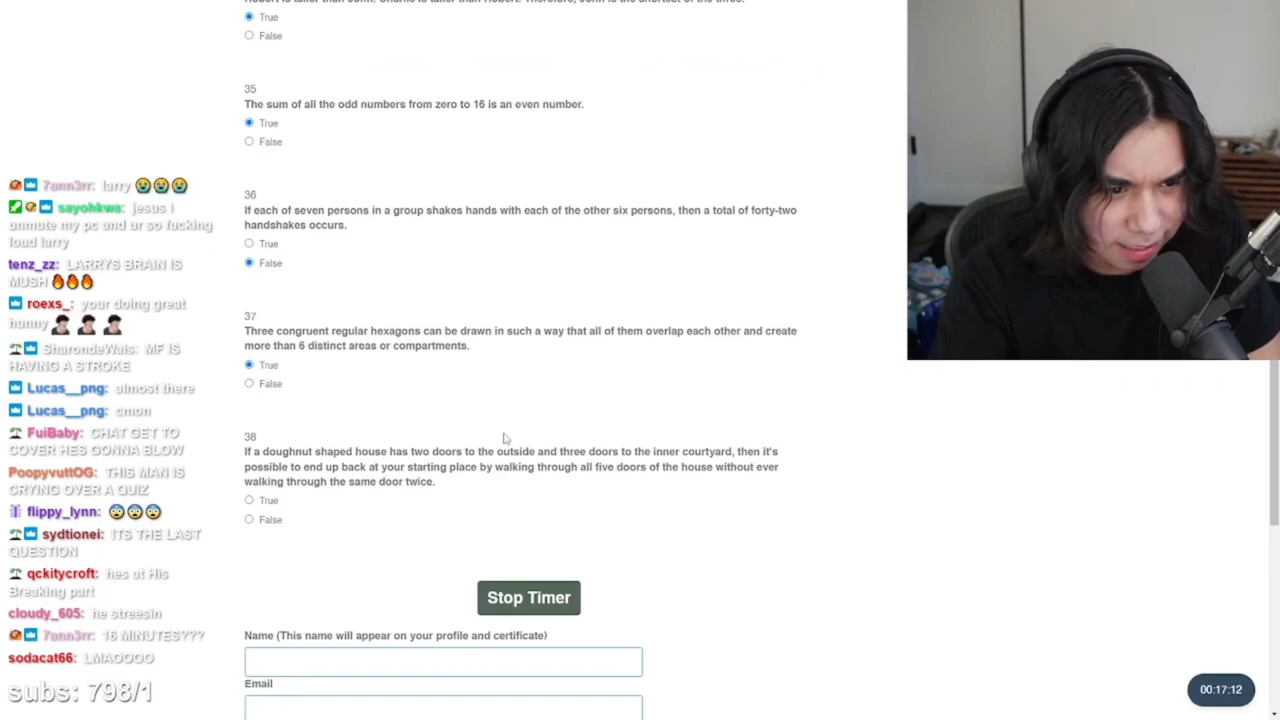 Robert is taller than John. Charlie is taller than Robert. Therefore, John is the shortest of the three.
True
False
35
The sum of all the odd numbers from zero to 16 is an even number.
True
False
36
If each of seven persons in a group shakes hands with each of the other six persons, then a total of forty-two
handshakes occurs.
True
False
37
Three congruent regular hexagons can be drawn in such a way that all of them overlap each other and create
more than 6 distinct areas or compartments.
True
False
38
If a doughnut shaped house has two doors to the outside and three doors to the inner courtyard, then it's
possible to end up back at your starting place by walking through all five doors of the house without ever
walking through the same door twice.
True
False
Stop Timer
Name (This name will appear on your profile and certificate)
Email
7ann3rr: larry
sayohkws: jesus i
unmute my pc and ur so fucking
loud larry
tenz_zz: LARRYS BRAIN IS
MUSH
roexs_: your doing great
hunny
SharondeWals: MF IS
HAVING A STROKE
Lucas__png: almost there
Lucas__png: cmon
FuiBaby: CHAT GET TO
COVER HES GONNA BLOW
PoopyvuttOG: THIS MAN IS
CRYING OVER A QUIZ
flippy_lynn:
sydtionei: ITS THE LAST
QUESTION
qckitycroft: hes at His
Breaking part
cloudy_605: he streesin
7ann3rr: 16 MINUTES???
sodacat66: LMAOOOO
subs: 798/1
00:17:12